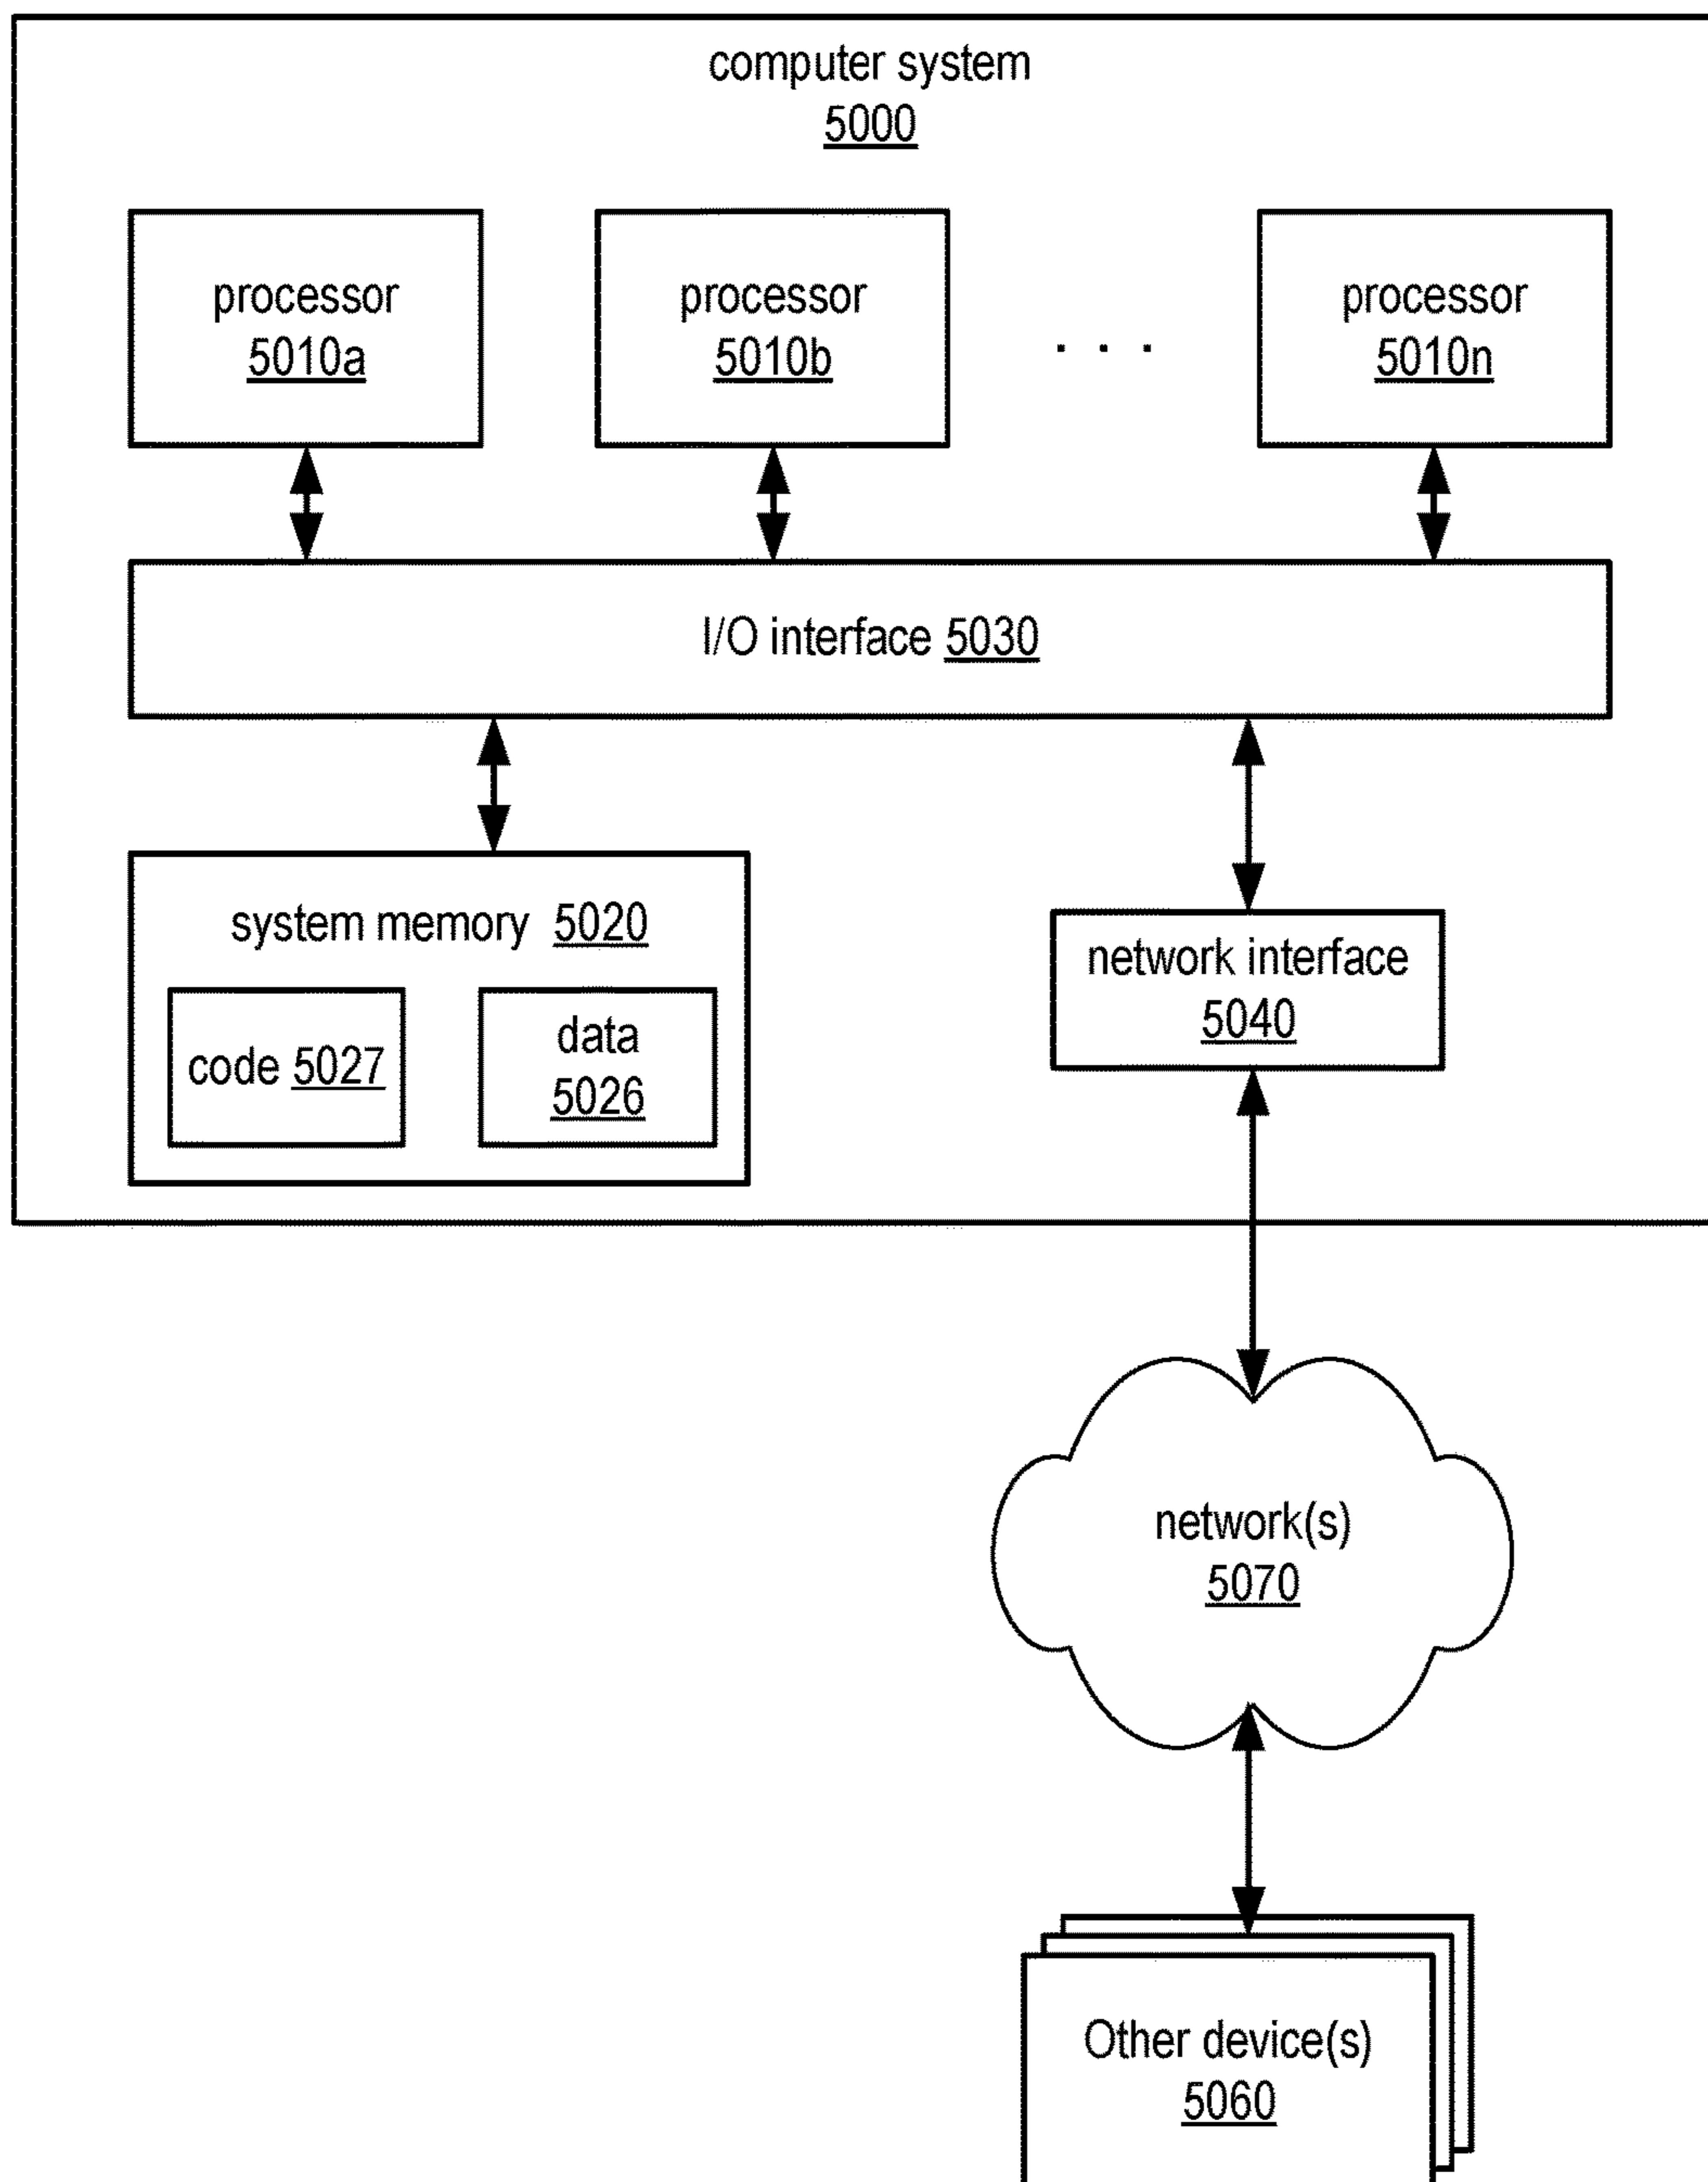 computer system
5000
processor
5010a
processor
5010b
. . .
processor
5010n
I/O interface 5030
system memory 5020
code 5027
data
5026
network interface
5040
network(s)
5070
Other device(s)
5060